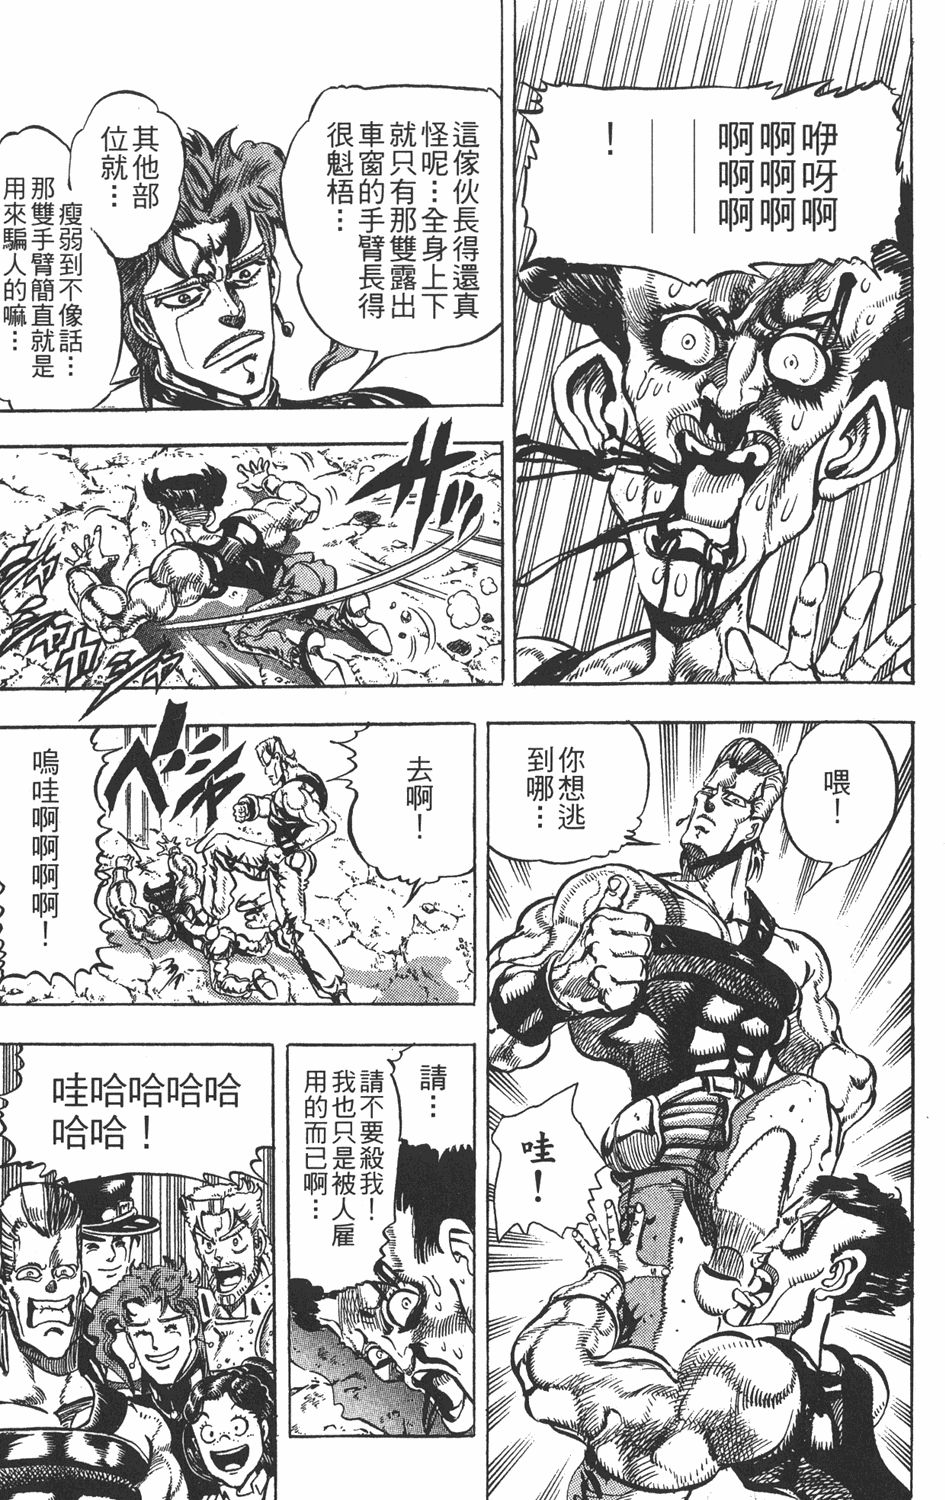 咿呀啊
啊啊啊
啊啊啊
——
——
！
這傢伙長得還真
怪呢…全身上下
就只有那雙露出
車窗的手臂長得
很魁梧…
其他部
位就…
瘦弱到不像話…
那雙手臂簡直就是
用來騙人的嘛…
喂！
你想逃
到哪…
哇！
去啊！
嗚哇啊啊啊啊！
請…
請不要殺我！
我也只是被人雇
用的而已啊…
哇哈哈哈哈
哈哈！